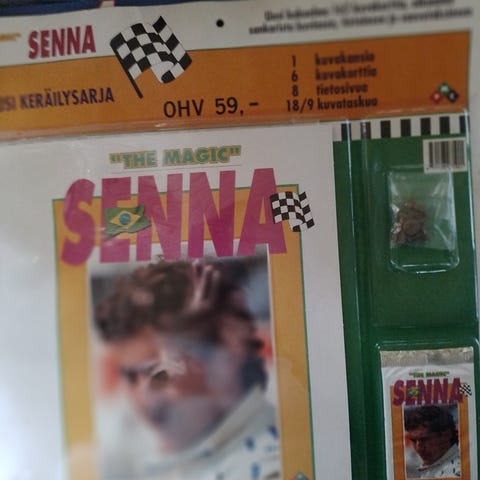 SENNA
USI KERÄILYSARJA
OHV 59,-
1 kuvakansio
6 kuvakorttia
8 tietosivua
18/9 kuvataskua
"THE MAGIC"
SENNA
"THE MAGIC"
SENNA